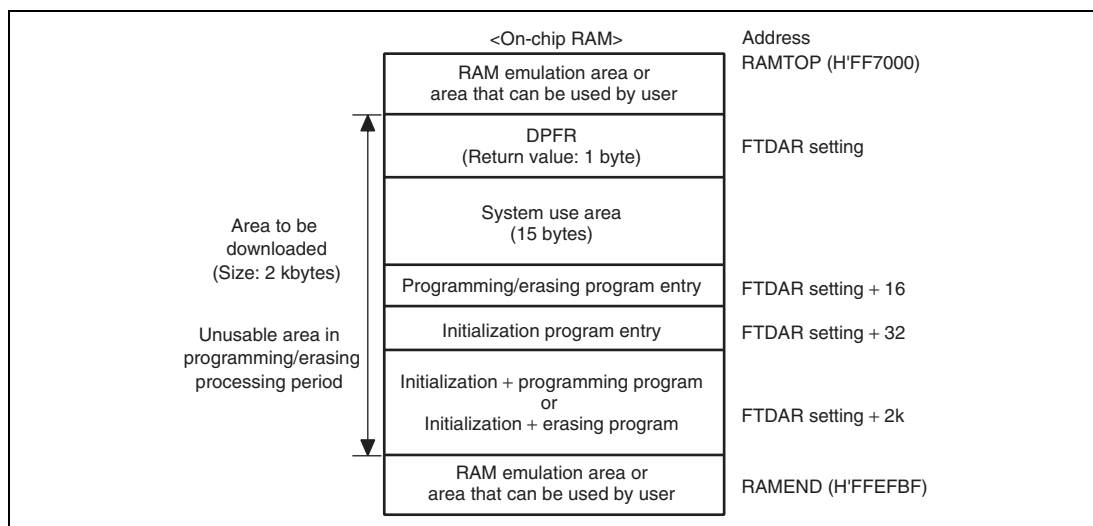 <On-chip RAM>
Address
RAM emulation area or
area that can be used by user
RAMTOP (H'FF7000)
DPFR
(Return value: 1 byte)
FTDAR setting
System use area
(15 bytes)
Area to be
downloaded
(Size: 2 kbytes)
Programming/erasing program entry
FTDAR setting + 16
Initialization program entry
FTDAR setting + 32
Unusable area in
programming/erasing
processing period
Initialization + programming program
or
Initialization + erasing program
FTDAR setting + 2k
RAM emulation area or
area that can be used by user
RAMEND (H'FFEFBF)